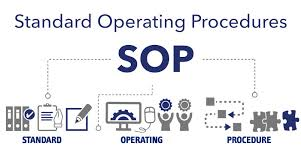 Standard Operating Procedures
SOP
STANDARD
OPERATING
PROCEDURE